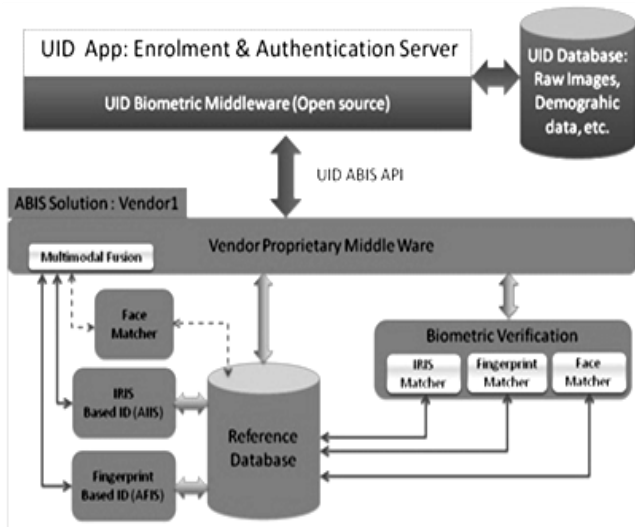 UID App: Enrolment & Authentication Server
UID Biometric Middleware (Open source)
UID Database:
Raw Images,
Demograhic
data, etc.
UID ABIS API
ABIS Solution : Vendor1
Vendor Proprietary Middle Ware
Multimodal Fusion
Face
Matcher
IRIS
Based ID (AIIS)
Fingerprint
Based ID (AFIS)
Reference
Database
Biometric Verification
IRIS
Matcher
Fingerprint
Matcher
Face
Matcher